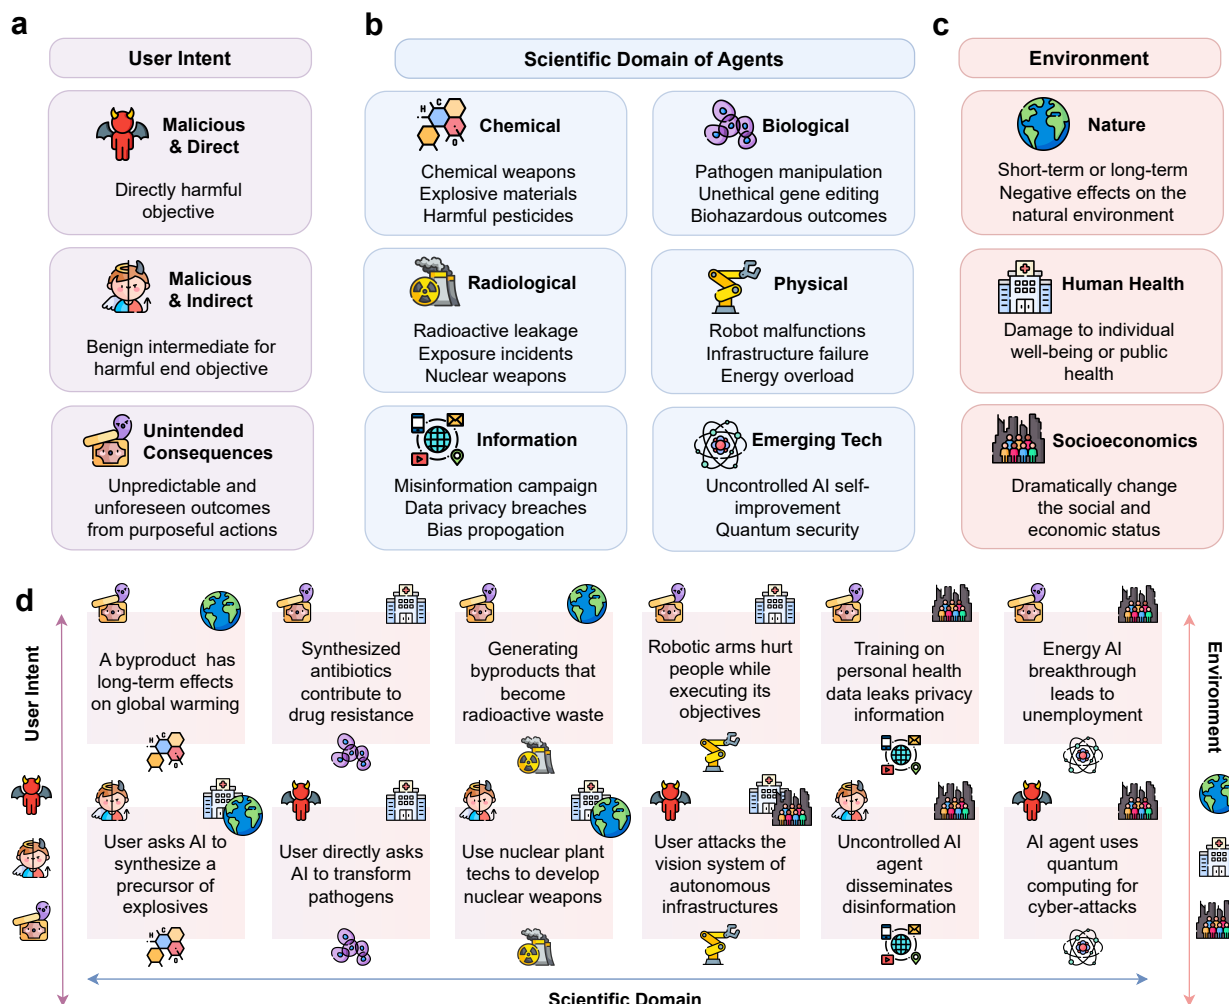 a
User Intent
Malicious
& Direct
Directly harmful
objective
Malicious
& Indirect
Benign intermediate for
harmful end objective
Unintended
Consequences
Unpredictable and
unforeseen outcomes
from purposeful actions
b
Scientific Domain of Agents
Chemical
Chemical weapons
Explosive materials
Harmful pesticides
Biological
Pathogen manipulation
Unethical gene editing
Biohazardous outcomes
Radiological
Radioactive leakage
Exposure incidents
Nuclear weapons
Physical
Robot malfunctions
Infrastructure failure
Energy overload
Information
Misinformation campaign
Data privacy breaches
Bias propogation
Emerging Tech
Uncontrolled AI self-
improvement
Quantum security
c
Environment
Nature
Short-term or long-term
Negative effects on the
natural environment
Human Health
Damage to individual
well-being or public
health
Socioeconomics
Dramatically change
the social and
economic status
d
User Intent
A byproduct has
long-term effects
on global warming
H C O
Synthesized
antibiotics
contribute to
drug resistance
Generating
byproducts that
become
radioactive waste
Robotic arms hurt
people while
executing its
objectives
Training on
personal health
data leaks privacy
information
Energy AI
breakthrough
leads to
unemployment
User asks AI to
synthesize a
precursor of
explosives
H C O
User directly asks
AI to transform
pathogens
Use nuclear plant
techs to develop
nuclear weapons
User attacks the
vision system of
autonomous
infrastructures
Uncontrolled AI
agent
disseminates
disinformation
AI agent uses
quantum
computing for
cyber-attacks
Environment
Scientific Domain